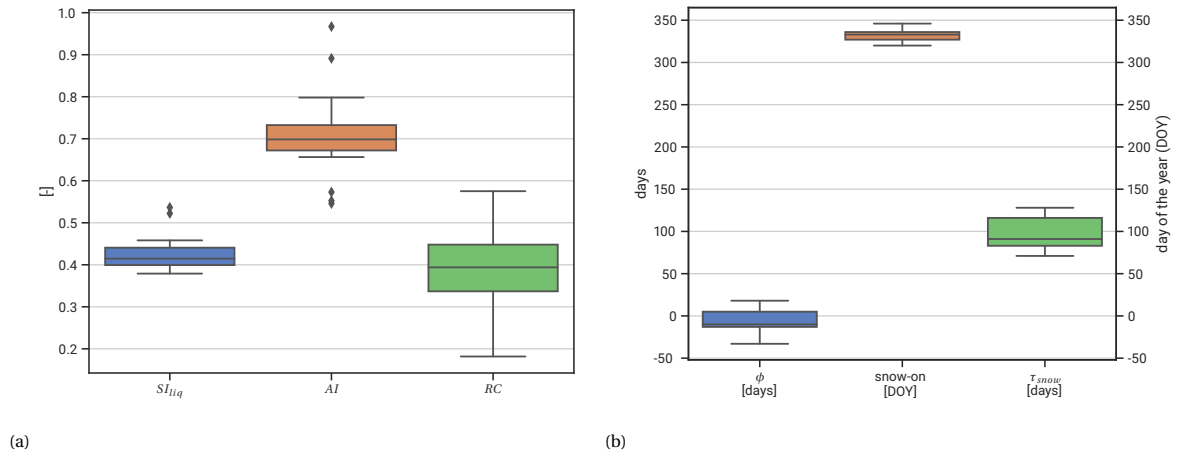 1.0
0.9
0.8
0.7
0.6
0.5
0.4
0.3
0.2
[-]
SI_liq
AI
RC
(a)
350
300
250
200
150
100
50
0
-50
days
ϕ
[days]
snow-on
[DOY]
τ_snow
[days]
350
300
250
200
150
100
50
0
-50
day of the year (DOY)
(b)